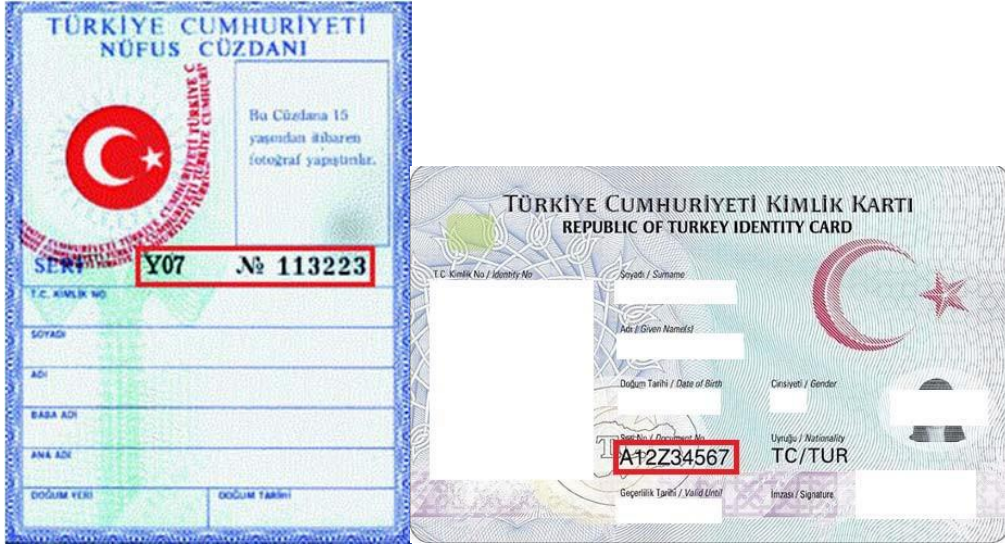 TÜRKİYE CUMHURİYETİ
NÜFUS CÜZDANI
Bu Cüzdana 15
yaşından itibaren
fotoğraf yapıştırılır.
SERİ Y07 № 113223
T.C. KİMLİK NO
SOYADI
ADI
BABA ADI
ANA ADI
DOĞUM YERİ DOĞUM TARİHİ
TÜRKİYE CUMHURİYETİ KİMLİK KARTI
REPUBLIC OF TURKEY IDENTITY CARD
T.C. Kimlik No / Identity No
Soyadı / Surname
Adı / Given Name(s)
Doğum Tarihi / Date of Birth
Cinsiyeti / Gender
Seri No / Document No
A12Z34567
Uyruğu / Nationality
TC/TUR
Geçerlilik Tarihi / Valid Until
İmzası / Signature